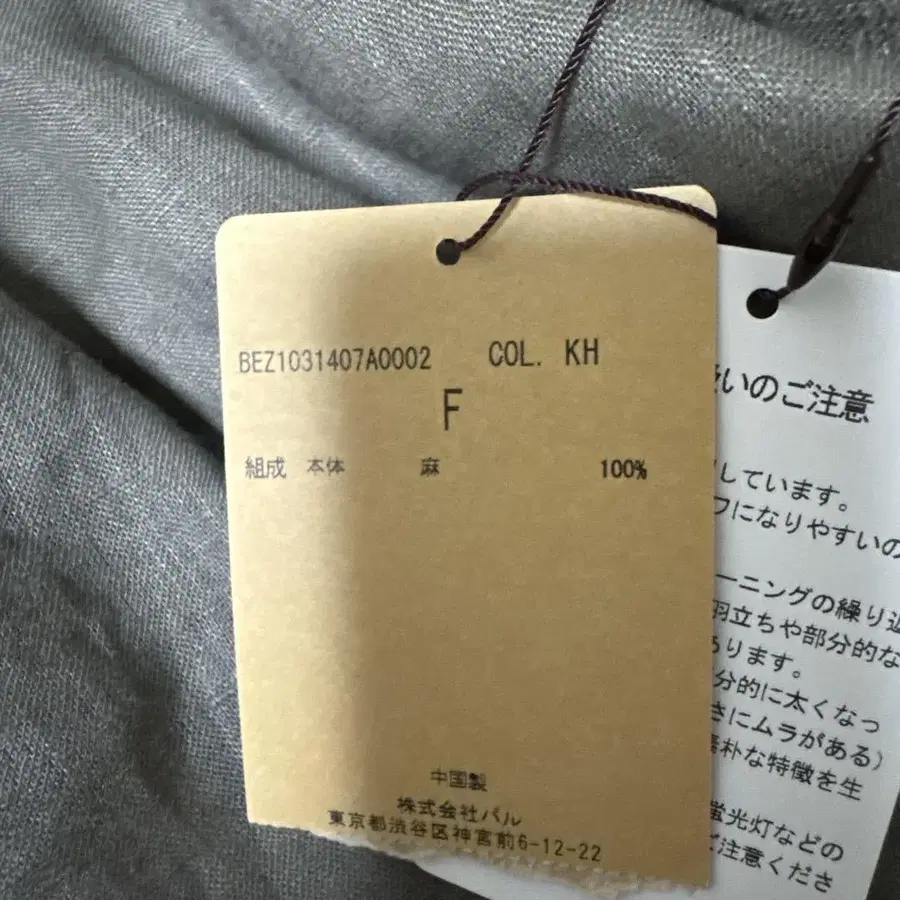 BEZ1031407A0002 COL. KH
F
組成 本体 麻 100%
中国製
株式会社パル
東京都渋谷区神宮前6-12-22
いのご注意
しています。
フになりやすいの
ーニングの繰り返
羽立ちや部分的な
ります。
分的に太くなっ
さにムラがある)
朴な特徴を生
蛍光灯などの
ご注意くださ